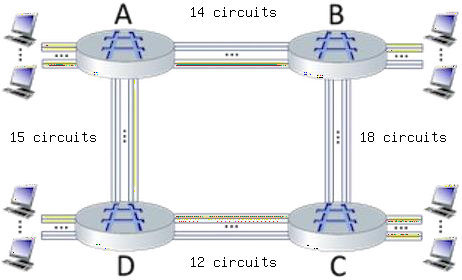 14 circuits
A
B
15 circuits
18 circuits
D
12 circuits
C